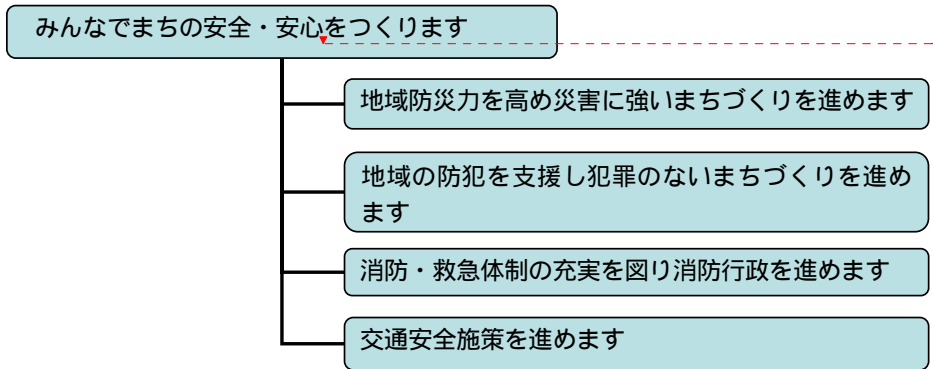 みんなでまちの安全・安心をつくります
地域防災力を高め災害に強いまちづくりを進めます
地域の防犯を支援し犯罪のないまちづくりを進め
ます
消防・救急体制の充実を図り消防行政を進めます
交通安全施策を進めます